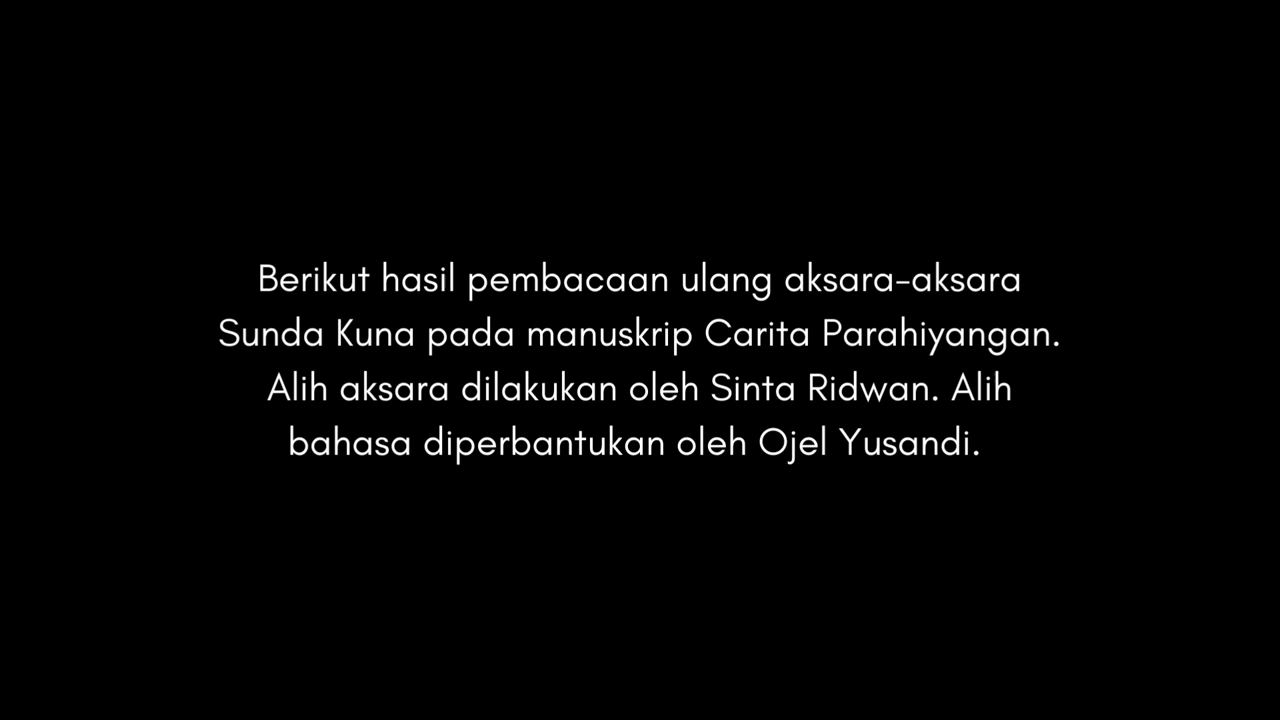 Berikut hasil pembacaan ulang aksara-aksara
Sunda Kuna pada manuskrip Carita Parahiyangan.
Alih aksara dilakukan oleh Sinta Ridwan. Alih
bahasa diperbantukan oleh Ojel Yusandi.